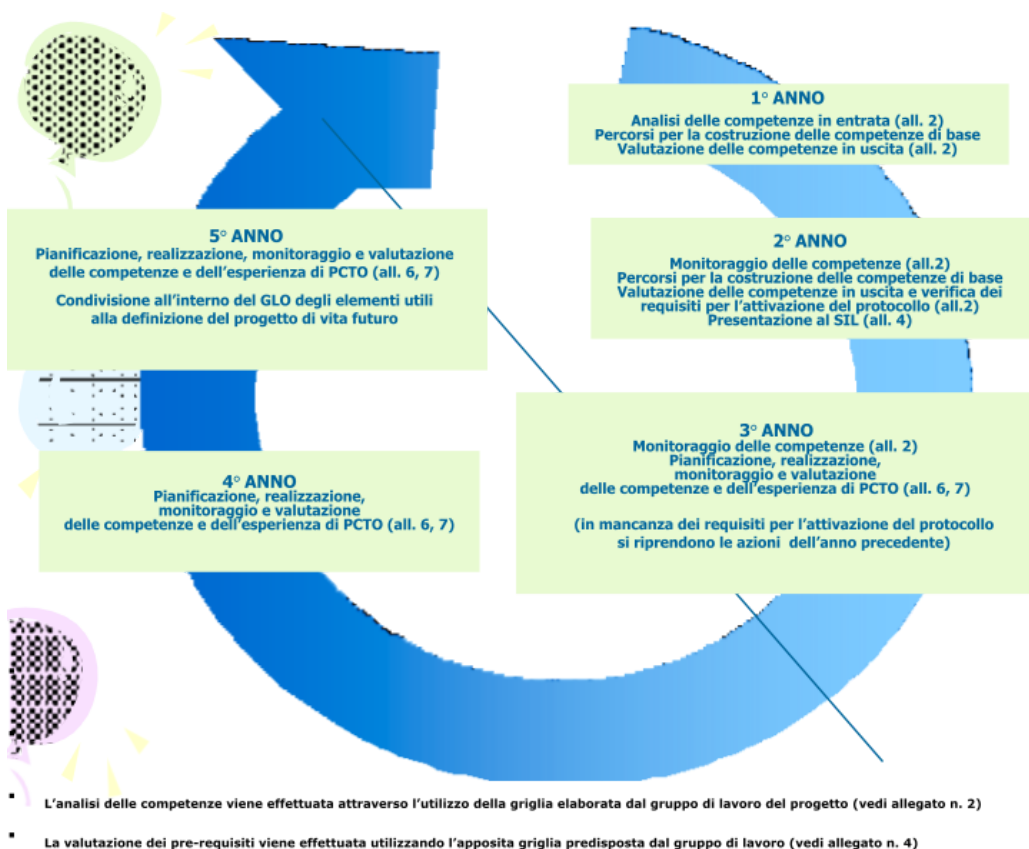 1° ANNO
Analisi delle competenze in entrata (all. 2)
Percorsi per la costruzione delle competenze di base
Valutazione delle competenze in uscita (all. 2)
2° ANNO
Monitoraggio delle competenze (all.2)
Percorsi per la costruzione delle competenze di base
Valutazione delle competenze in uscita e verifica dei
requisiti per l'attivazione del protocollo (all.2)
Presentazione al SIL (all. 4)
3° ANNO
Monitoraggio delle competenze (all. 2)
Pianificazione, realizzazione,
monitoraggio e valutazione
delle competenze e dell'esperienza di PCTO (all. 6, 7)
(in mancanza dei requisiti per l'attivazione del protocollo
si riprendono le azioni dell'anno precedente)
4° ANNO
Pianificazione, realizzazione,
monitoraggio e valutazione
delle competenze e dell'esperienza di PCTO (all. 6, 7)
5° ANNO
Pianificazione, realizzazione, monitoraggio e valutazione
delle competenze e dell'esperienza di PCTO (all. 6, 7)
Condivisione all'interno del GLO degli elementi utili
alla definizione del progetto di vita futuro
▪ L'analisi delle competenze viene effettuata attraverso l'utilizzo della griglia elaborata dal gruppo di lavoro del progetto (vedi allegato n. 2)
▪ La valutazione dei pre-requisiti viene effettuata utilizzando l'apposita griglia predisposta dal gruppo di lavoro (vedi allegato n. 4)